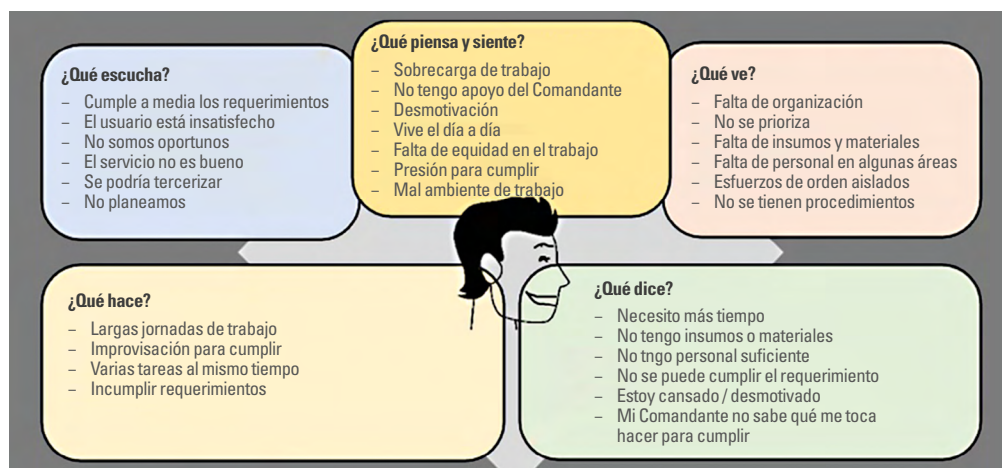 ¿Qué escucha?
– Cumple a media los requerimientos
– El usuario está insatisfecho
– No somos oportunos
– El servicio no es bueno
– Se podría tercerizar
– No planeamos
¿Qué piensa y siente?
– Sobrecarga de trabajo
– No tengo apoyo del Comandante
– Desmotivación
– Vive el día a día
– Falta de equidad en el trabajo
– Presión para cumplir
– Mal ambiente de trabajo
¿Qué ve?
– Falta de organización
– No se prioriza
– Falta de insumos y materiales
– Falta de personal en algunas áreas
– Esfuerzos de orden aislados
– No se tienen procedimientos
¿Qué hace?
– Largas jornadas de trabajo
– Improvisación para cumplir
– Varias tareas al mismo tiempo
– Incumplir requerimientos
¿Qué dice?
– Necesito más tiempo
– No tengo insumos o materiales
– No tngo personal suficiente
– No se puede cumplir el requerimiento
– Estoy cansado / desmotivado
– Mi Comandante no sabe qué me toca
hacer para cumplir